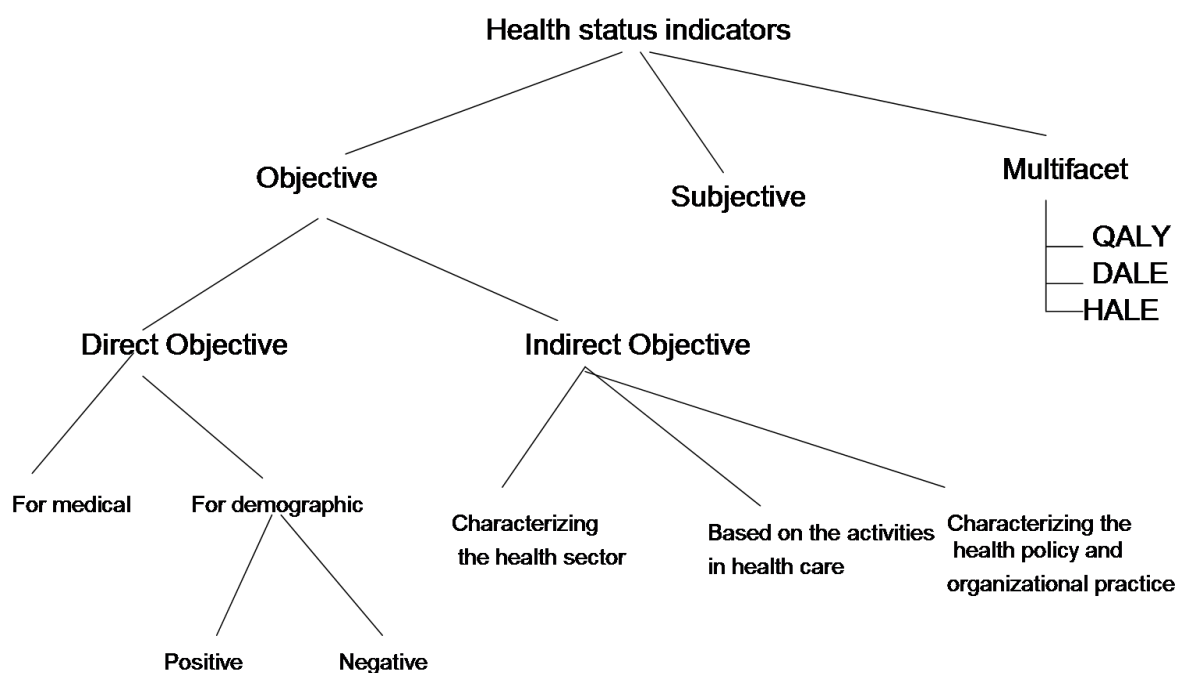 Health status indicators
Objective
Subjective
Multifacet
QALY
DALE
HALE
Direct Objective
Indirect Objective
For medical
For demographic
Characterizing
the health sector
Based on the activities
in health care
Characterizing the
health policy and
organizational practice
Positive
Negative